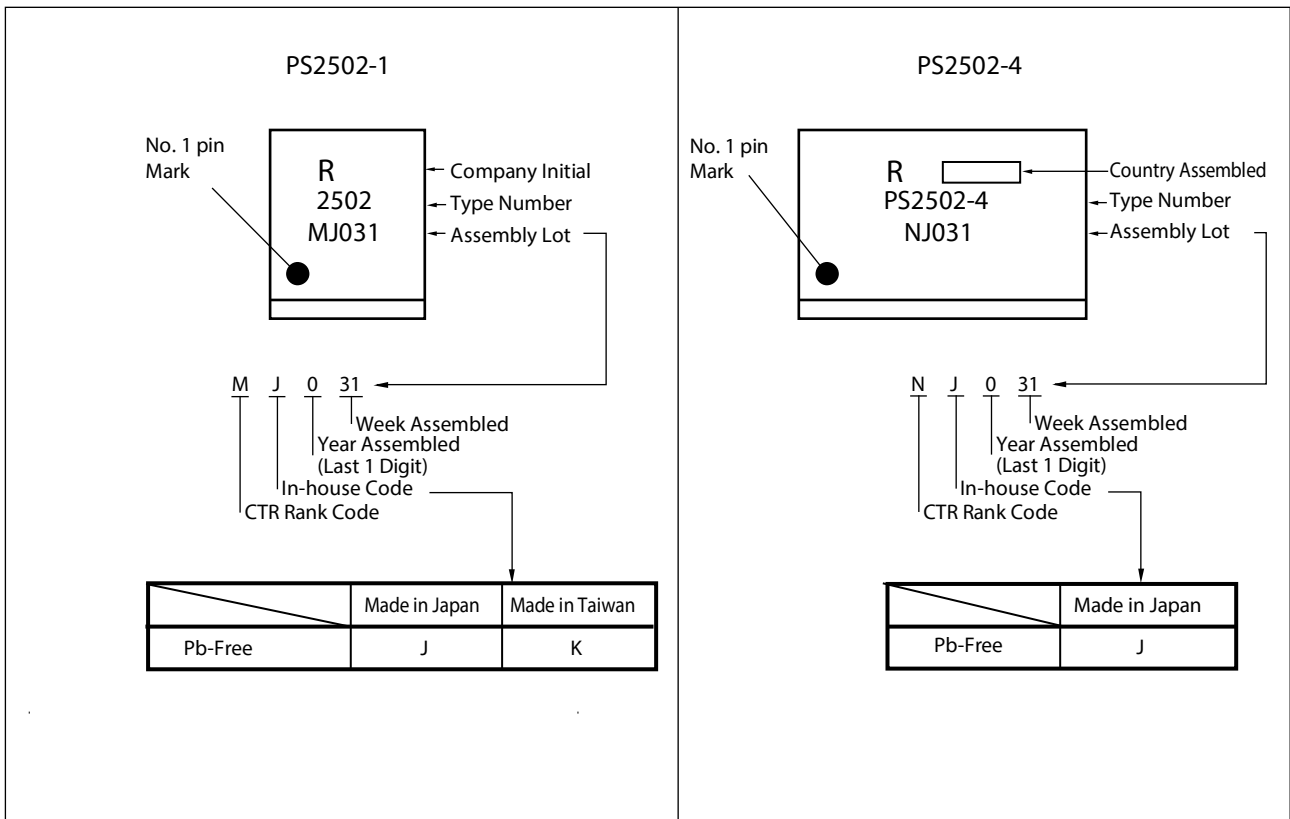 PS2502-1
No. 1 pin
Mark
R
2502
MJ031
Company Initial
Type Number
Assembly Lot
M J 0 31
Week Assembled
Year Assembled
(Last 1 Digit)
In-house Code
CTR Rank Code
Made in Japan Made in Taiwan
Pb-Free J K
PS2502-4
No. 1 pin
Mark
R
PS2502-4
NJ031
Country Assembled
Type Number
Assembly Lot
N J 0 31
Week Assembled
Year Assembled
(Last 1 Digit)
In-house Code
CTR Rank Code
Made in Japan
Pb-Free J